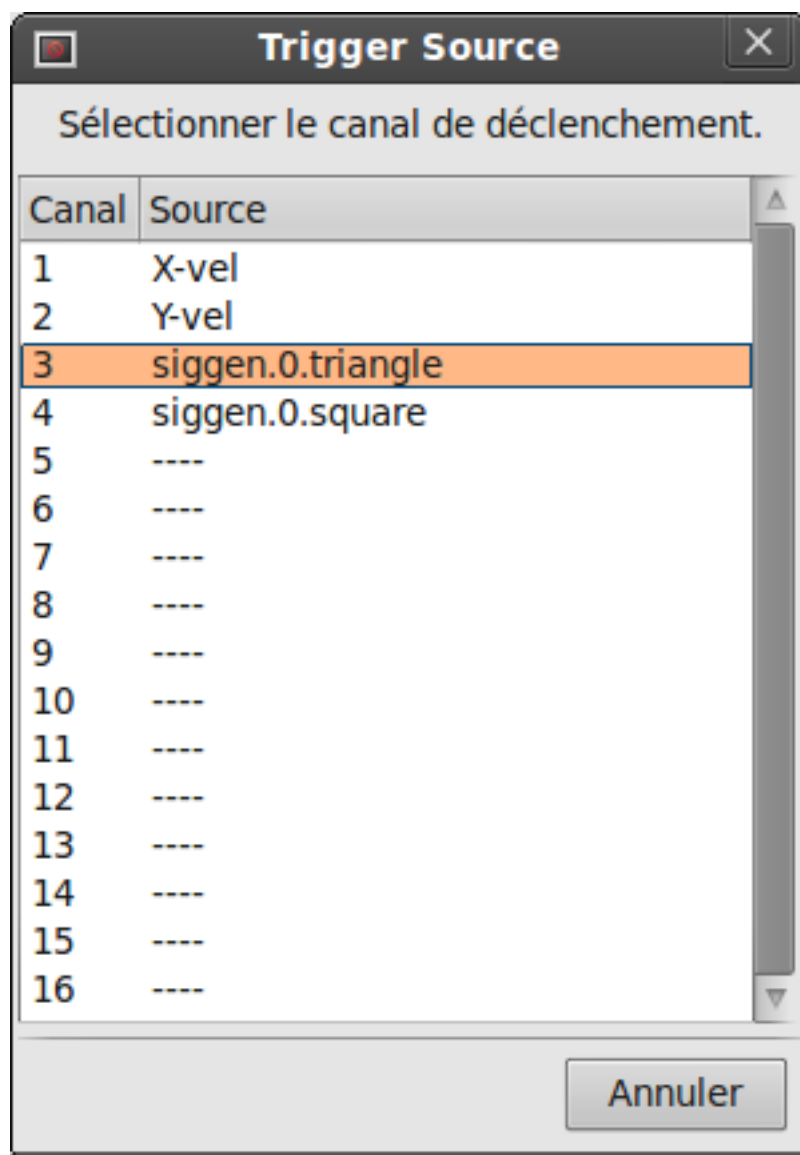 Trigger Source
Sélectionner le canal de déclenchement.
Canal Source
1 X-vel
2 Y-vel
3 siggen.0.triangle
4 siggen.0.square
5 ----
6 ----
7 ----
8 ----
9 ----
10 ----
11 ----
12 ----
13 ----
14 ----
15 ----
16 ----
Annuler